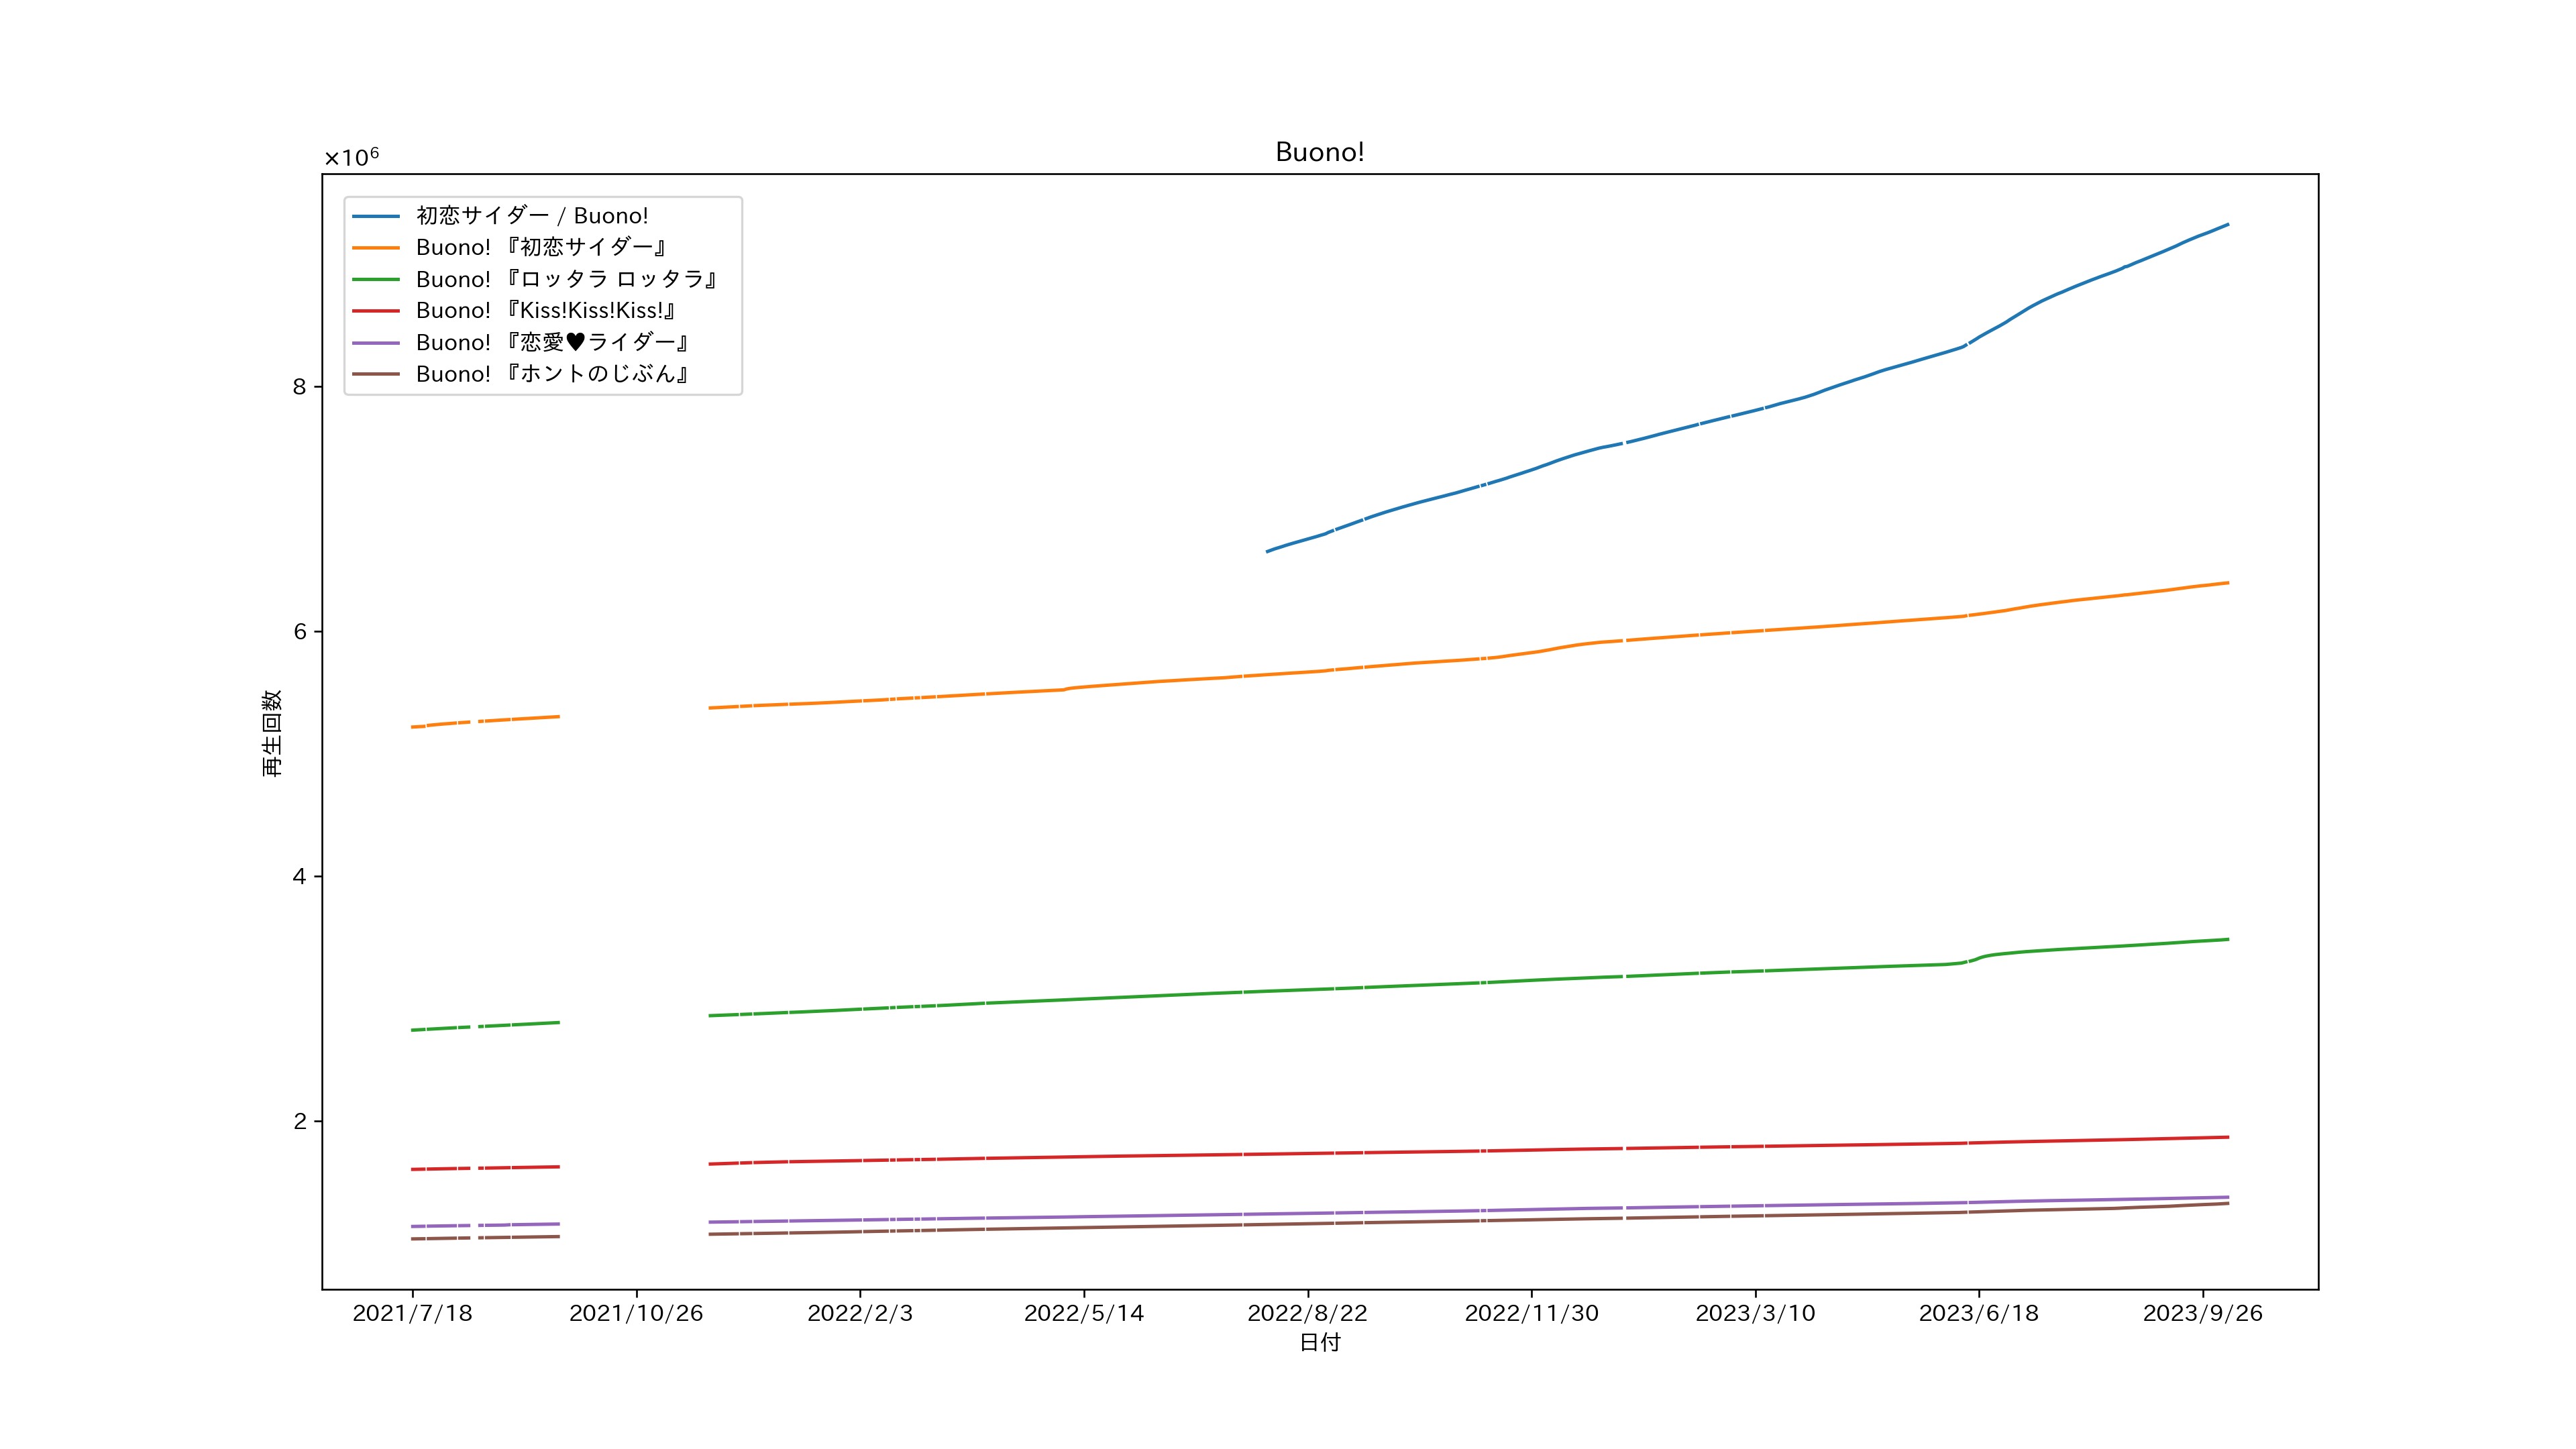 Buono!
×10⁶
初恋サイダー / Buono!
Buono! 『初恋サイダー』
Buono! 『ロッタラ ロッタラ』
Buono! 『Kiss!Kiss!Kiss!』
Buono! 『恋愛♥ライダー』
Buono! 『ホントのじぶん』
8
6
4
2
再生回数
2021/7/18
2021/10/26
2022/2/3
2022/5/14
2022/8/22
2022/11/30
2023/3/10
2023/6/18
2023/9/26
日付